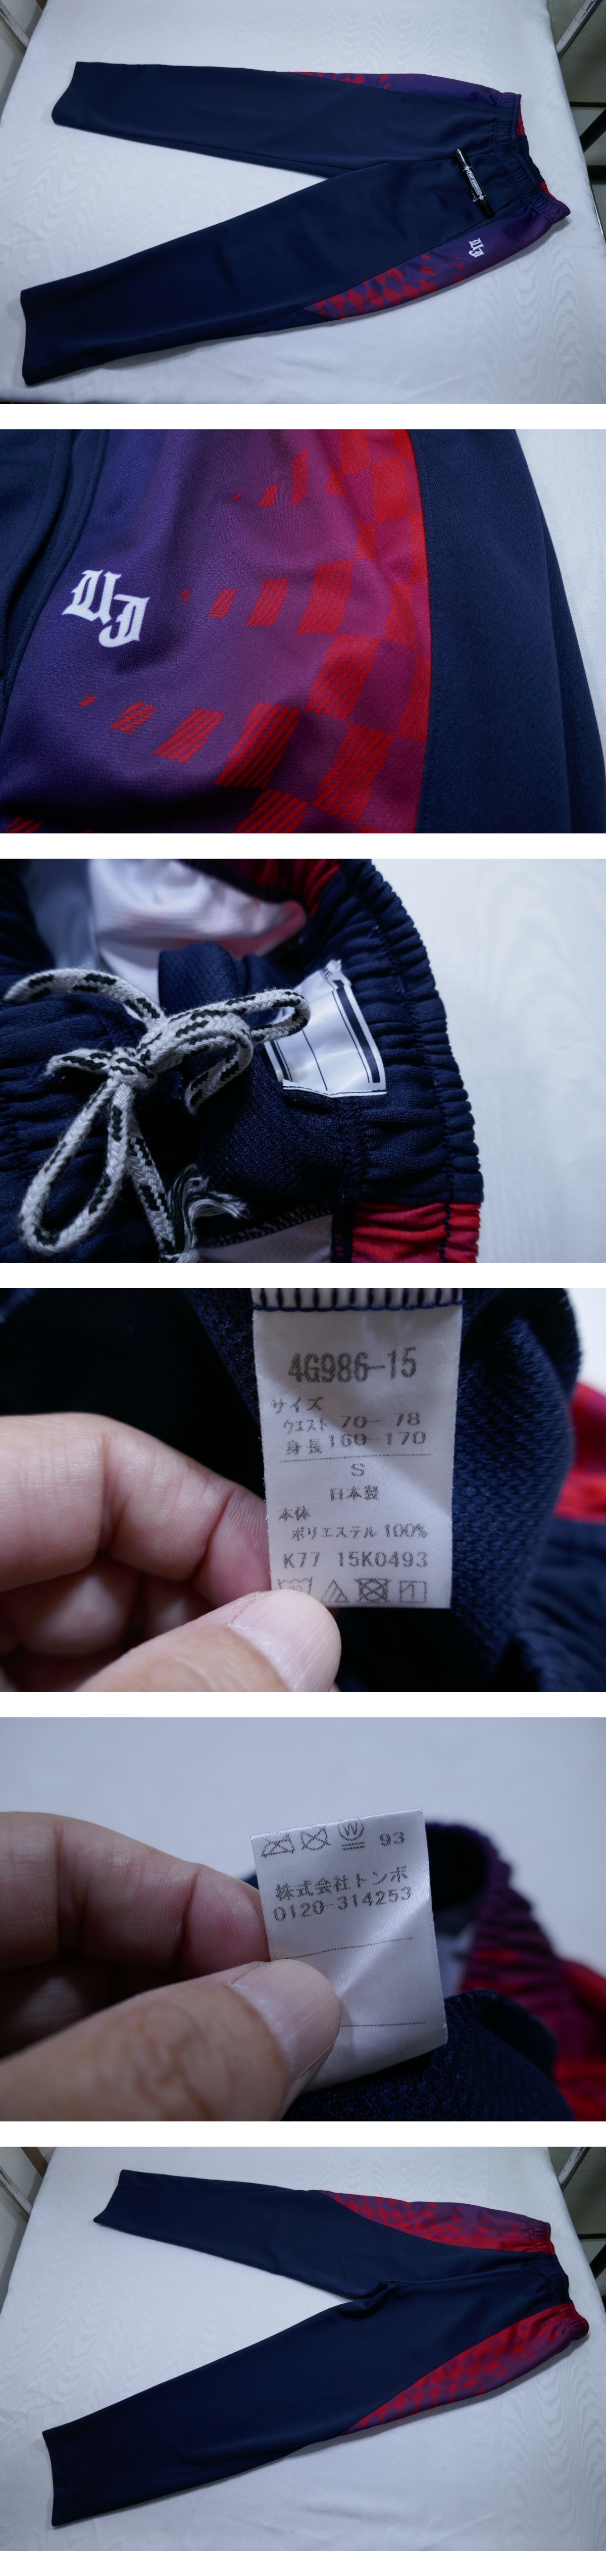 UJ
UJ
4G986-15
サイズ
ウエスト 70-78
身長 160-170
S
日本製
本体
ポリエステル 100%
K77 15K0493
93
株式会社トンボ
0120-314253